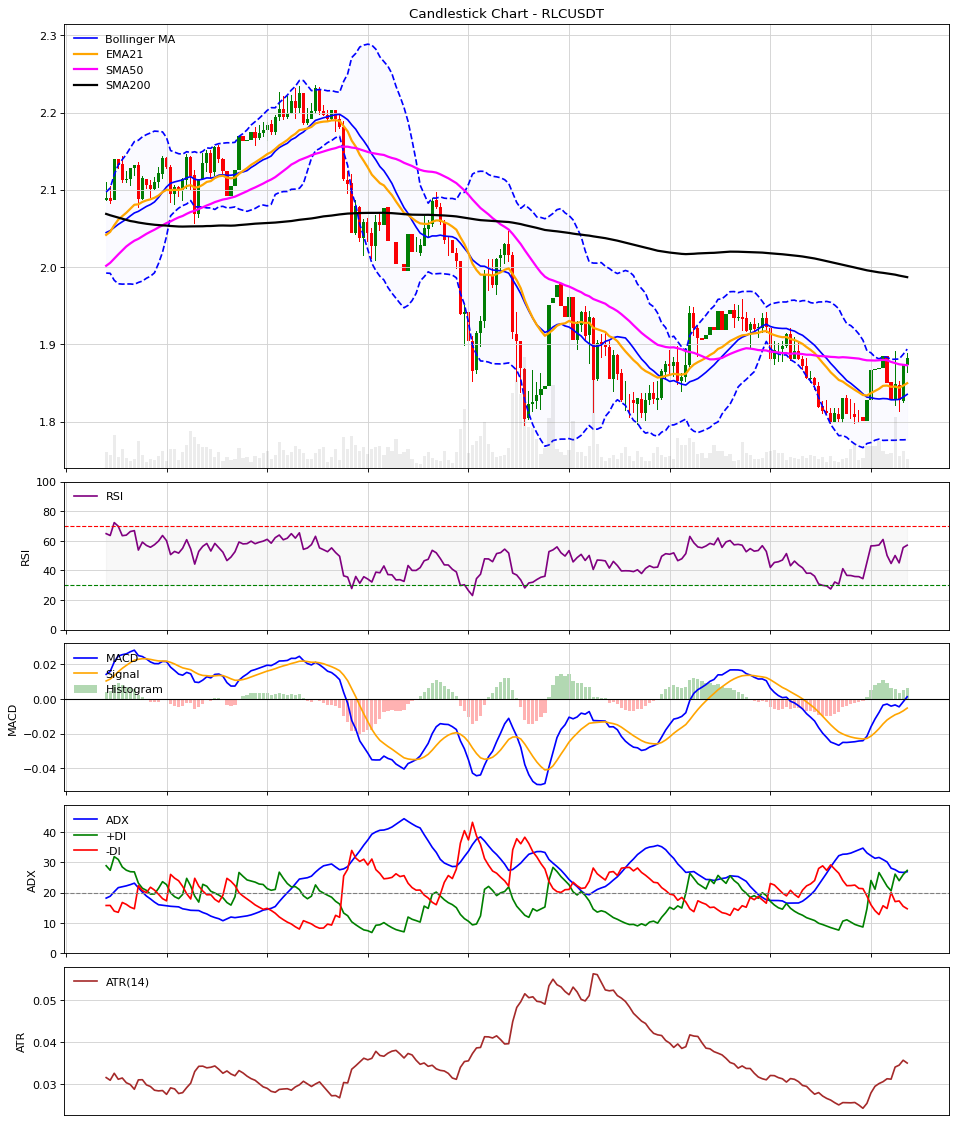 Candlestick Chart - RLCUSDT
2.3
2.2
2.1
2.0
1.9
1.8
Bollinger MA
EMA21
SMA50
SMA200
100
80
60
40
20
0
RSI
RSI
0.02
0.00
−0.02
−0.04
MACD
MACD
Signal
Histogram
40
30
20
10
0
ADX
ADX
+DI
-DI
0.05
0.04
0.03
ATR
ATR(14)